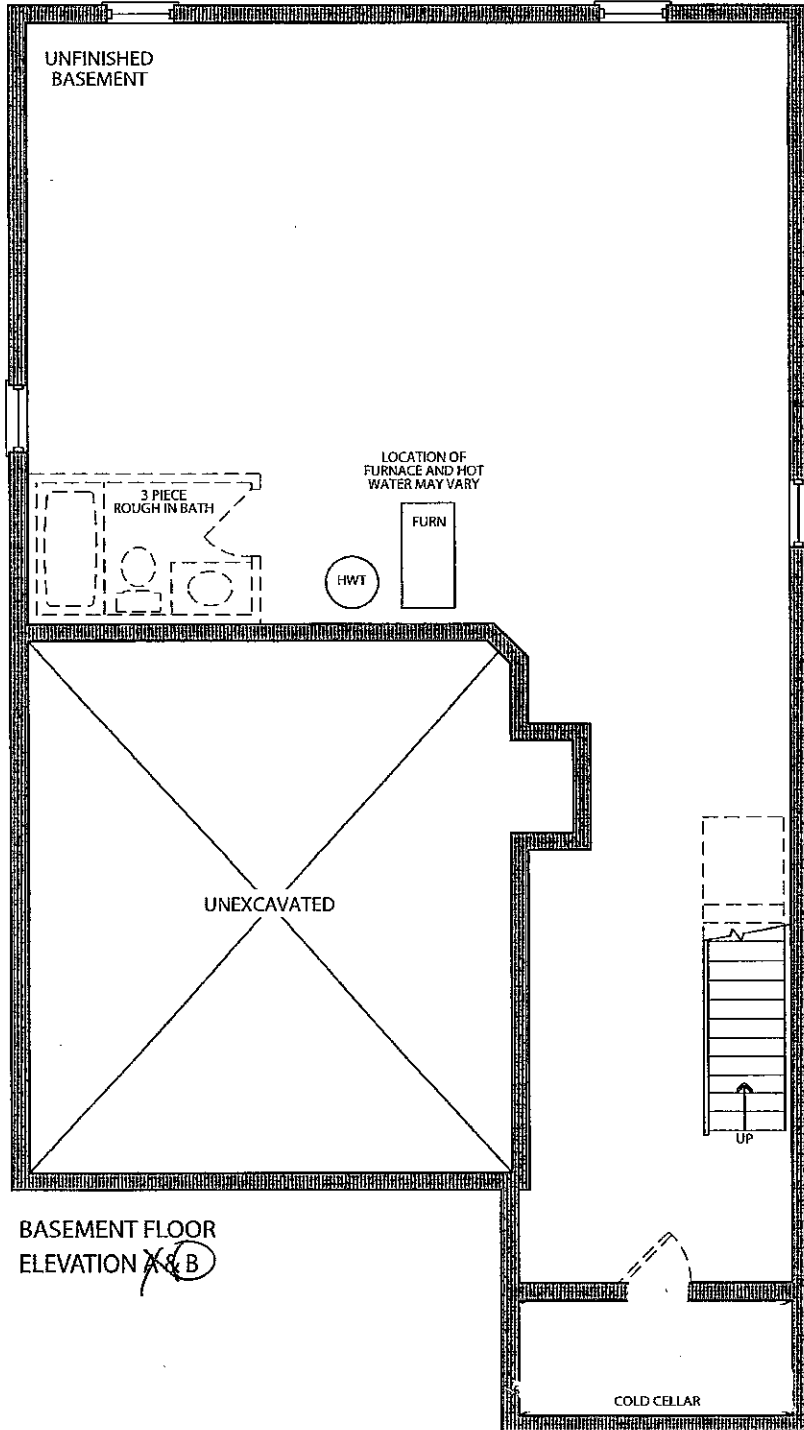 UNFINISHED
BASEMENT
LOCATION OF
FURNACE AND HOT
WATER MAY VARY
3 PIECE
ROUGH IN BATH
FURN
HWT
UNEXCAVATED
UP
BASEMENT FLOOR
ELEVATION A & B
COLD CELLAR